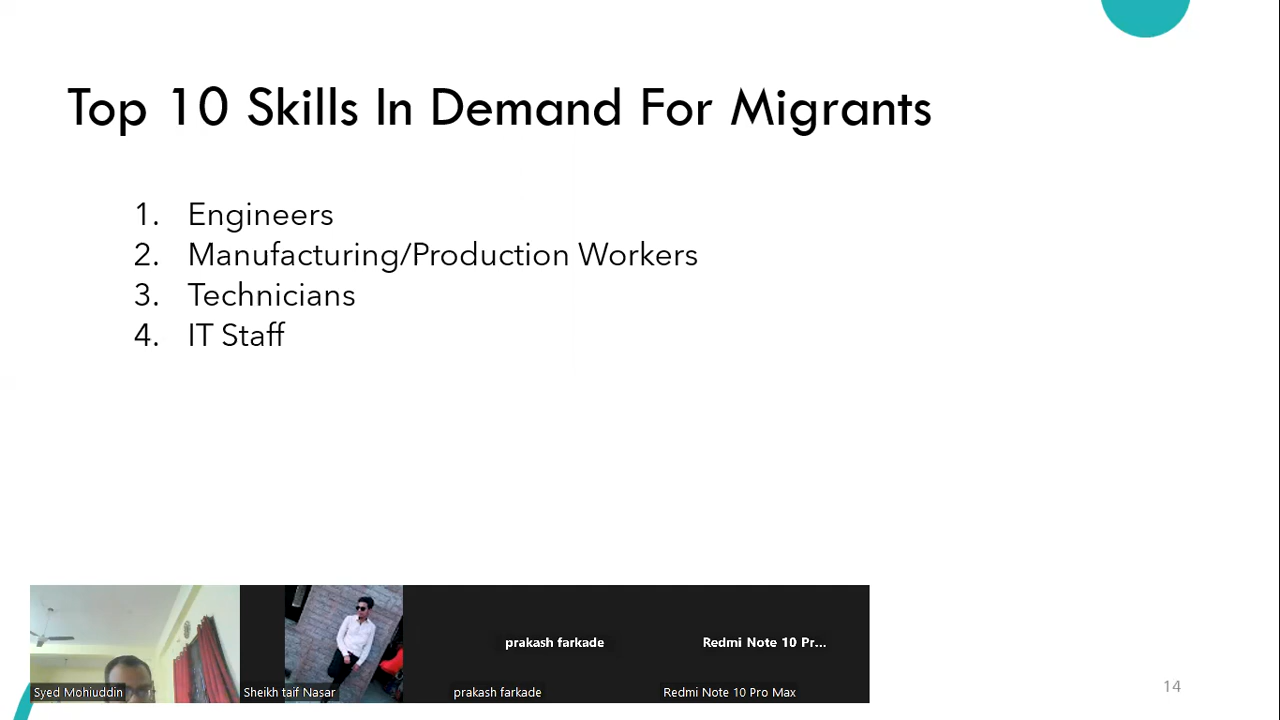 Top 10 Skills In Demand For Migrants
1. Engineers
2. Manufacturing/Production Workers
3. Technicians
4. IT Staff
prakash farkade
Redmi Note 10 Pr...
Syed Mohiuddin
Sheikh taif Nasar
prakash farkade
Redmi Note 10 Pro Max
14